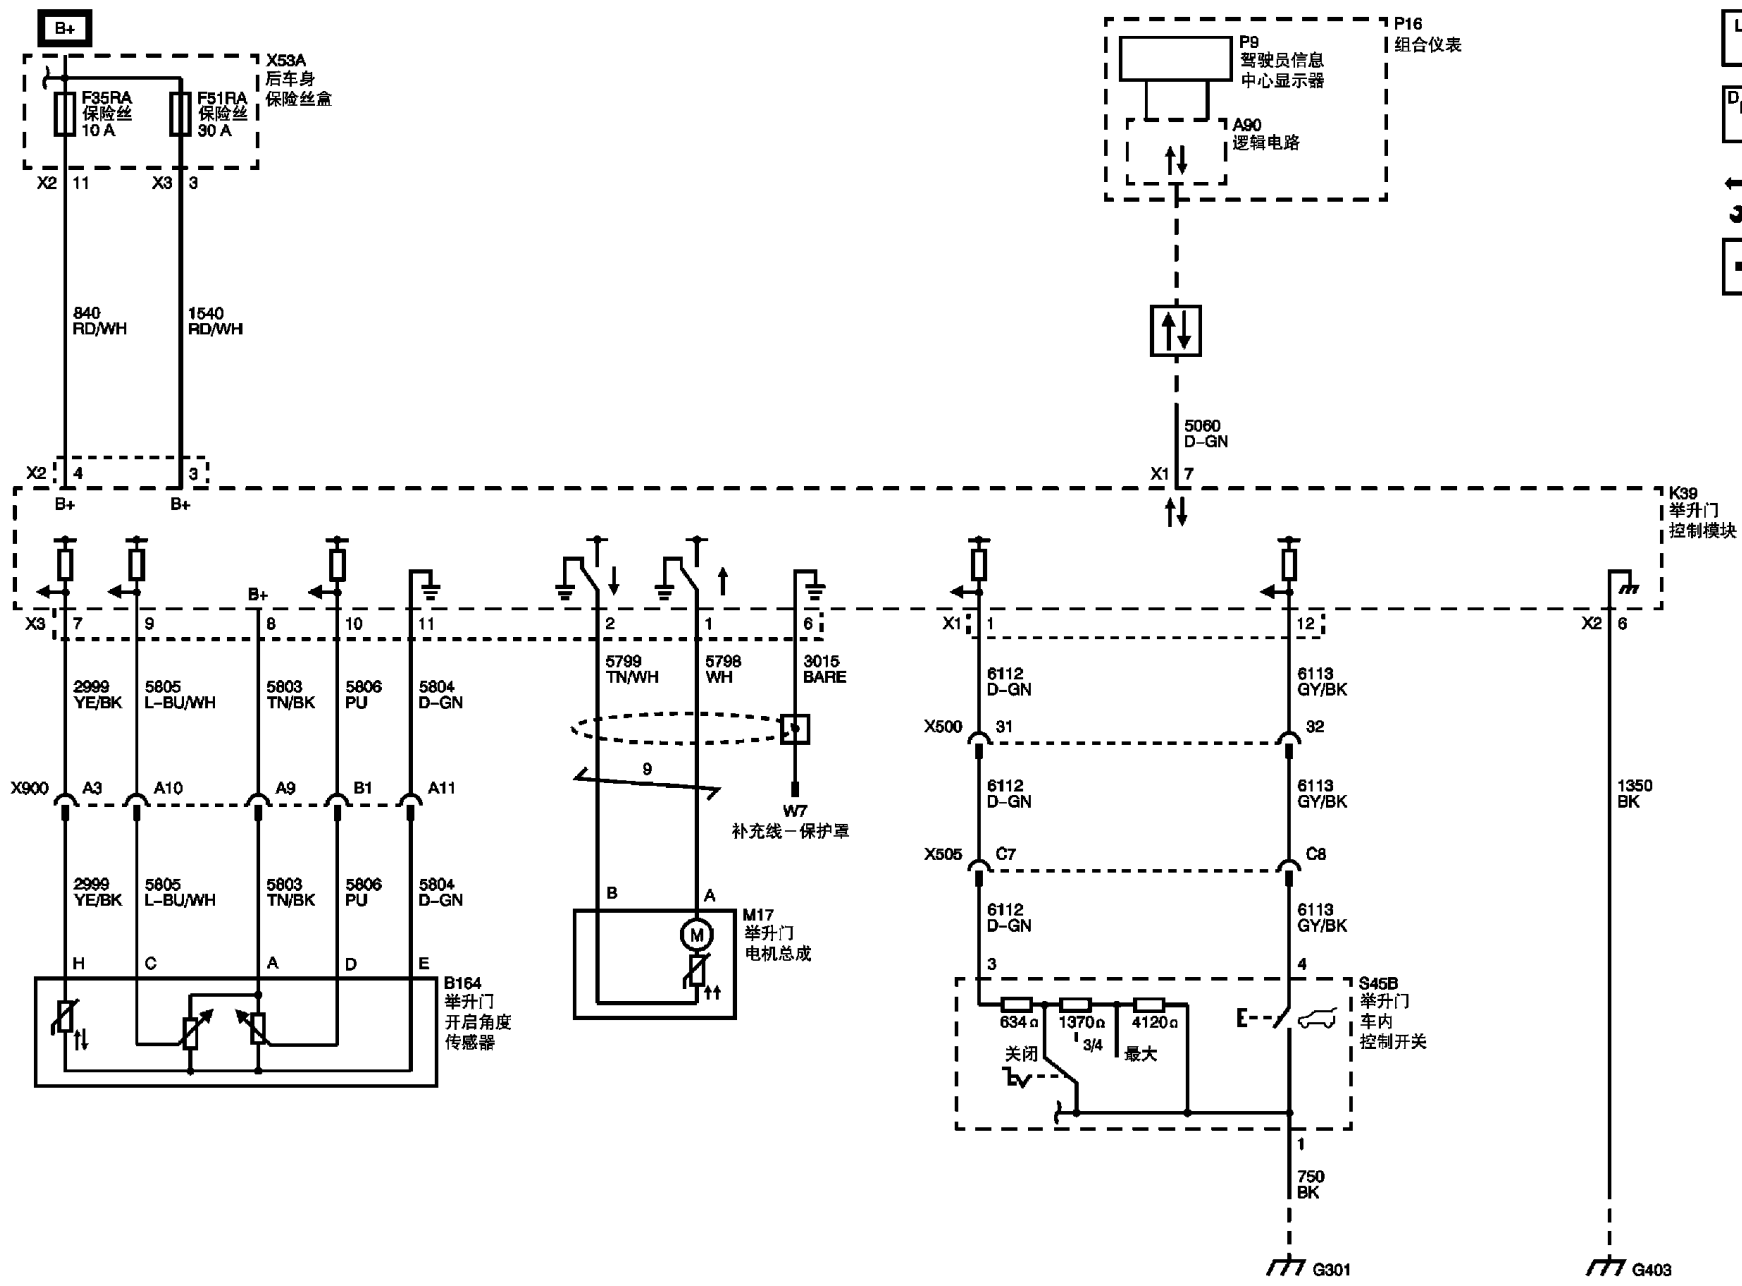 B+
X53A
后车身
保险丝盒
F35RA
保险丝
10 A
F51RA
保险丝
30 A
X2 11
X3 3
P16
组合仪表
P9
驾驶员信息
中心显示器
A90
逻辑电路
L
D
840
RD/WH
1540
RD/WH
5060
D-GN
X2 4 3
X1 7
B+ B+
K39
举升门
控制模块
B+
X3 7 9 8 10 11 2 1 6
X1 1 12
X2 6
2999
YE/BK
5805
L-BU/WH
5803
TN/BK
5806
PU
5804
D-GN
5799
TN/WH
5798
WH
3015
BARE
6112
D-GN
6113
GY/BK
X500 31 32
9
X900 A3 A10 A9 B1 A11
W7
补充线-保护罩
6112
D-GN
6113
GY/BK
1350
BK
X505 C7 C8
2999
YE/BK
5805
L-BU/WH
5803
TN/BK
5806
PU
5804
D-GN
B A
M17
举升门
电机总成
M
6112
D-GN
6113
GY/BK
H C A D E
B164
举升门
开启角度
传感器
3 4
S45B
举升门
车内
控制开关
634Ω 1370Ω 4120Ω
关闭 3/4 最大
E
1
750
BK
G301
G403